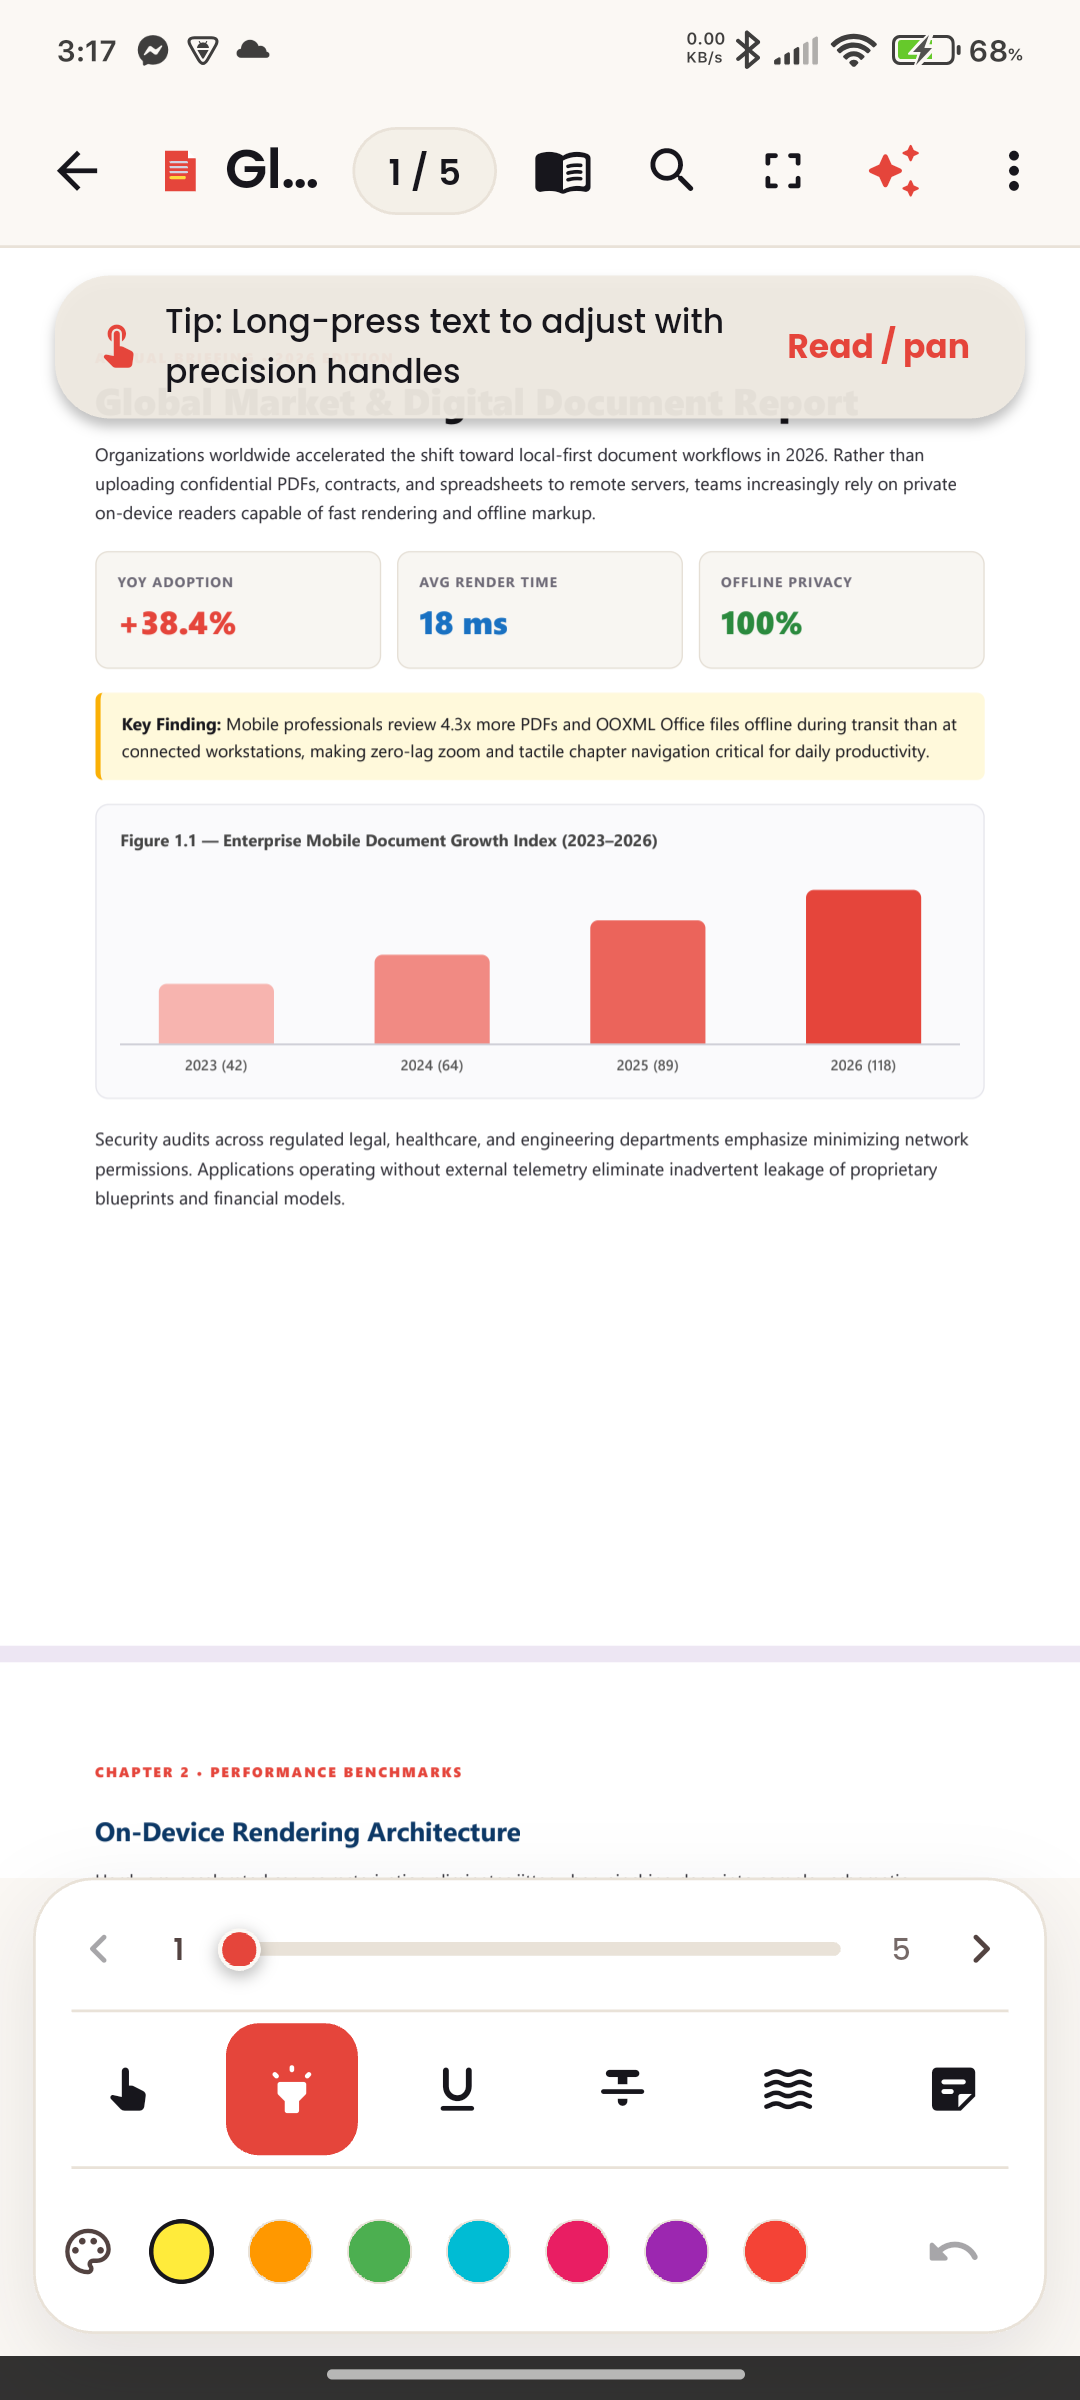 3:17
0.00
KB/s
68%
Gl...
1 / 5
Tip: Long-press text to adjust with
precision handles
Read / pan
Global Market & Digital Document Report
Organizations worldwide accelerated the shift toward local-first document workflows in 2026. Rather than
uploading confidential PDFs, contracts, and spreadsheets to remote servers, teams increasingly rely on private
on-device readers capable of fast rendering and offline markup.
YOY ADOPTION
+38.4%
AVG RENDER TIME
18 ms
OFFLINE PRIVACY
100%
Key Finding: Mobile professionals review 4.3x more PDFs and OOXML Office files offline during transit than at
connected workstations, making zero-lag zoom and tactile chapter navigation critical for daily productivity.
Figure 1.1 — Enterprise Mobile Document Growth Index (2023–2026)
2023 (42)
2024 (64)
2025 (89)
2026 (118)
Security audits across regulated legal, healthcare, and engineering departments emphasize minimizing network
permissions. Applications operating without external telemetry eliminate inadvertent leakage of proprietary
blueprints and financial models.
CHAPTER 2 • PERFORMANCE BENCHMARKS
On-Device Rendering Architecture
1
5